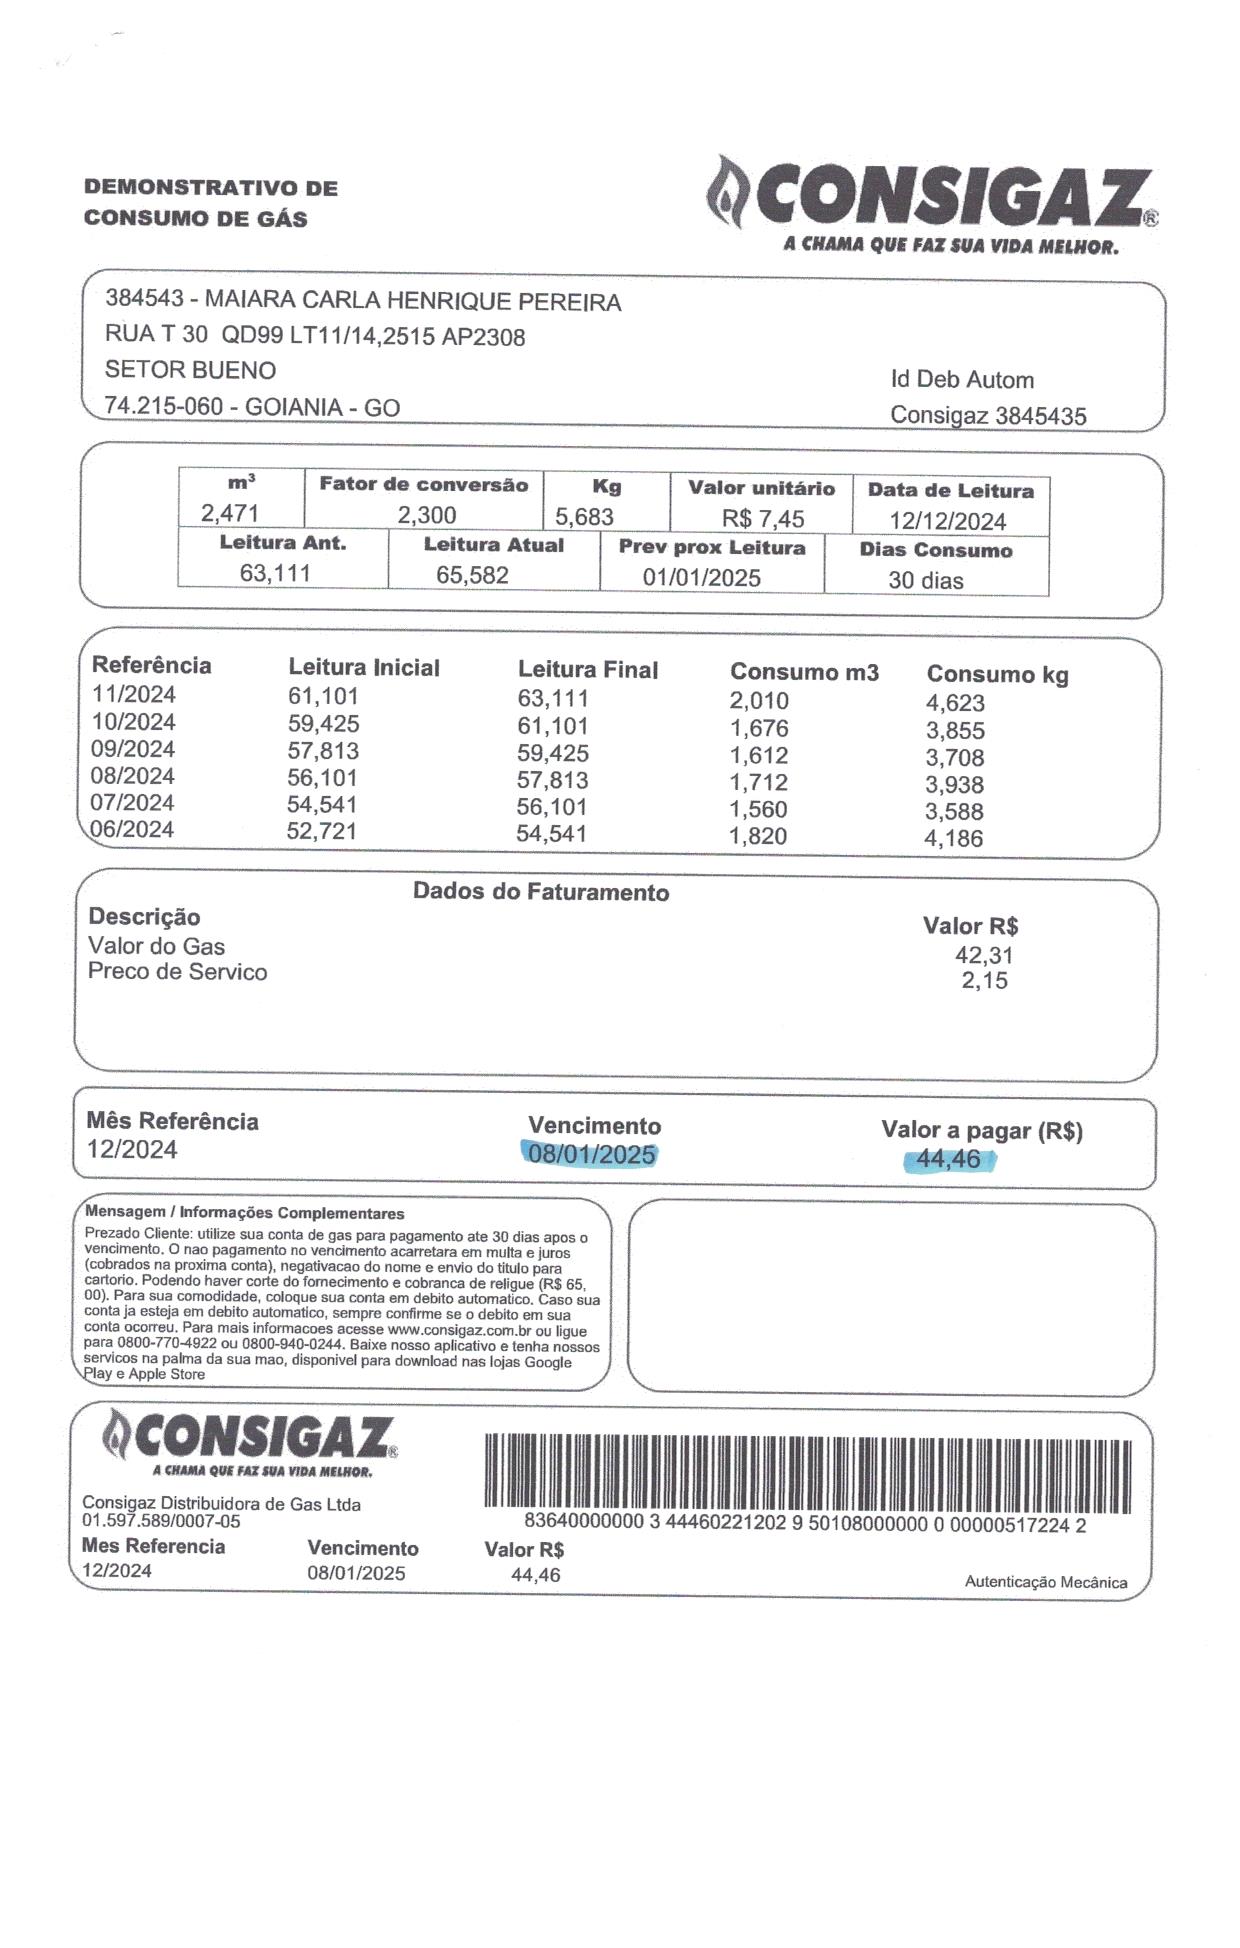 DEMONSTRATIVO DE
CONSUMO DE GÁS
CONSIGAZ®
A CHAMA QUE FAZ SUA VIDA MELHOR.
384543 - MAIARA CARLA HENRIQUE PEREIRA
RUA T 30 QD99 LT11/14,2515 AP2308
SETOR BUENO
74.215-060 - GOIANIA - GO
Id Deb Autom
Consigaz 3845435
m³ Fator de conversão Kg Valor unitário Data de Leitura
2,471 2,300 5,683 R$ 7,45 12/12/2024
Leitura Ant. Leitura Atual Prev prox Leitura Dias Consumo
63,111 65,582 01/01/2025 30 dias
Referência Leitura Inicial Leitura Final Consumo m3 Consumo kg
11/2024 61,101 63,111 2,010 4,623
10/2024 59,425 61,101 1,676 3,855
09/2024 57,813 59,425 1,612 3,708
08/2024 56,101 57,813 1,712 3,938
07/2024 54,541 56,101 1,560 3,588
06/2024 52,721 54,541 1,820 4,186
Dados do Faturamento
Descrição Valor R$
Valor do Gas 42,31
Preco de Servico 2,15
Mês Referência Vencimento Valor a pagar (R$)
12/2024 08/01/2025 44,46
Mensagem / Informações Complementares
Prezado Cliente: utilize sua conta de gas para pagamento ate 30 dias apos o
vencimento. O nao pagamento no vencimento acarretara em multa e juros
(cobrados na proxima conta), negativacao do nome e envio do titulo para
cartorio. Podendo haver corte do fornecimento e cobranca de religue (R$ 65,
00). Para sua comodidade, coloque sua conta em debito automatico. Caso sua
conta ja esteja em debito automatico, sempre confirme se o debito em sua
conta ocorreu. Para mais informacoes acesse www.consigaz.com.br ou ligue
para 0800-770-4922 ou 0800-940-0244. Baixe nosso aplicativo e tenha nossos
servicos na palma da sua mao, disponivel para download nas lojas Google
Play e Apple Store
CONSIGAZ®
A CHAMA QUE FAZ SUA VIDA MELHOR.
Consigaz Distribuidora de Gas Ltda
01.597.589/0007-05
83640000000 3 44460221202 9 50108000000 0 00000517224 2
Mes Referencia Vencimento Valor R$
12/2024 08/01/2025 44,46
Autenticação Mecânica